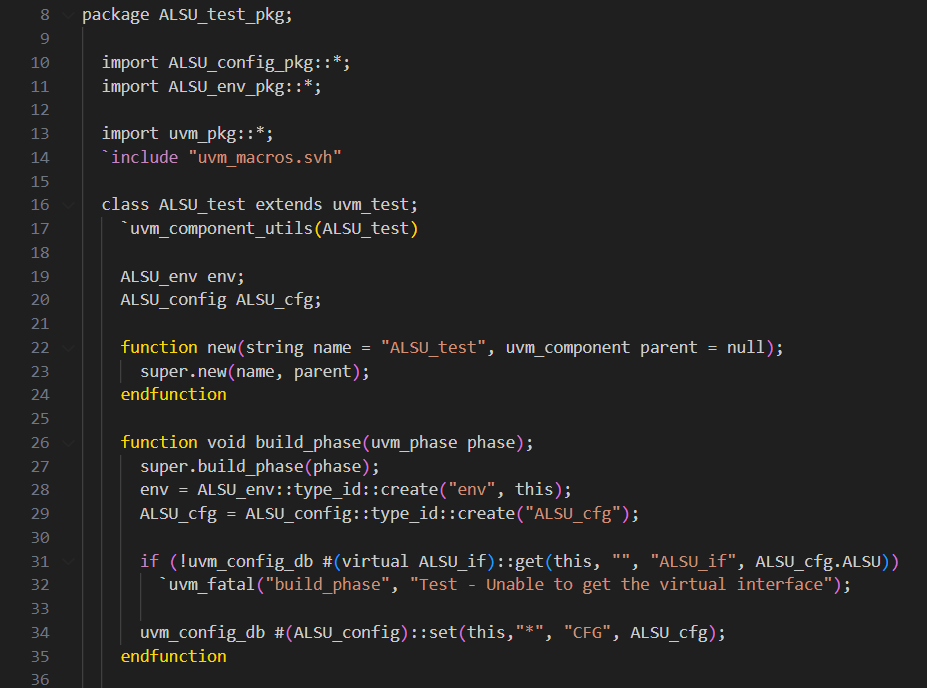 8 package ALSU_test_pkg;
9
10 import ALSU_config_pkg::*;
11 import ALSU_env_pkg::*;
12
13 import uvm_pkg::*;
14 `include "uvm_macros.svh"
15
16 class ALSU_test extends uvm_test;
17 `uvm_component_utils(ALSU_test)
18
19 ALSU_env env;
20 ALSU_config ALSU_cfg;
21
22 function new(string name = "ALSU_test", uvm_component parent = null);
23 super.new(name, parent);
24 endfunction
25
26 function void build_phase(uvm_phase phase);
27 super.build_phase(phase);
28 env = ALSU_env::type_id::create("env", this);
29 ALSU_cfg = ALSU_config::type_id::create("ALSU_cfg");
30
31 if (!uvm_config_db #(virtual ALSU_if)::get(this, "", "ALSU_if", ALSU_cfg.ALSU))
32 `uvm_fatal("build_phase", "Test - Unable to get the virtual interface");
33
34 uvm_config_db #(ALSU_config)::set(this,"*", "CFG", ALSU_cfg);
35 endfunction
36